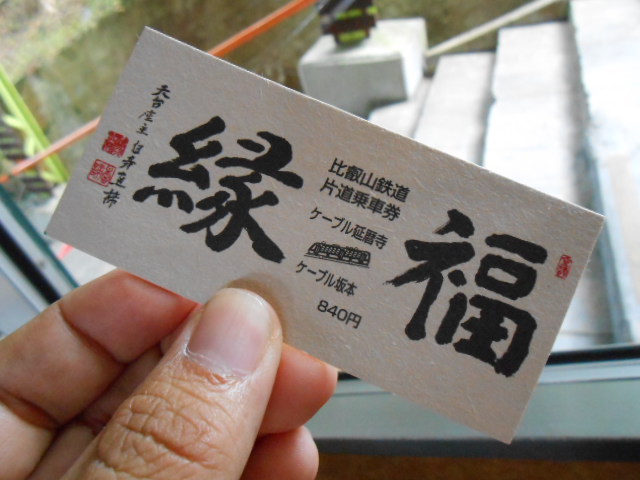 福
比叡山鉄道
片道乗車券
ケーブル延暦寺
ケーブル坂本
840円
縁
天台座主